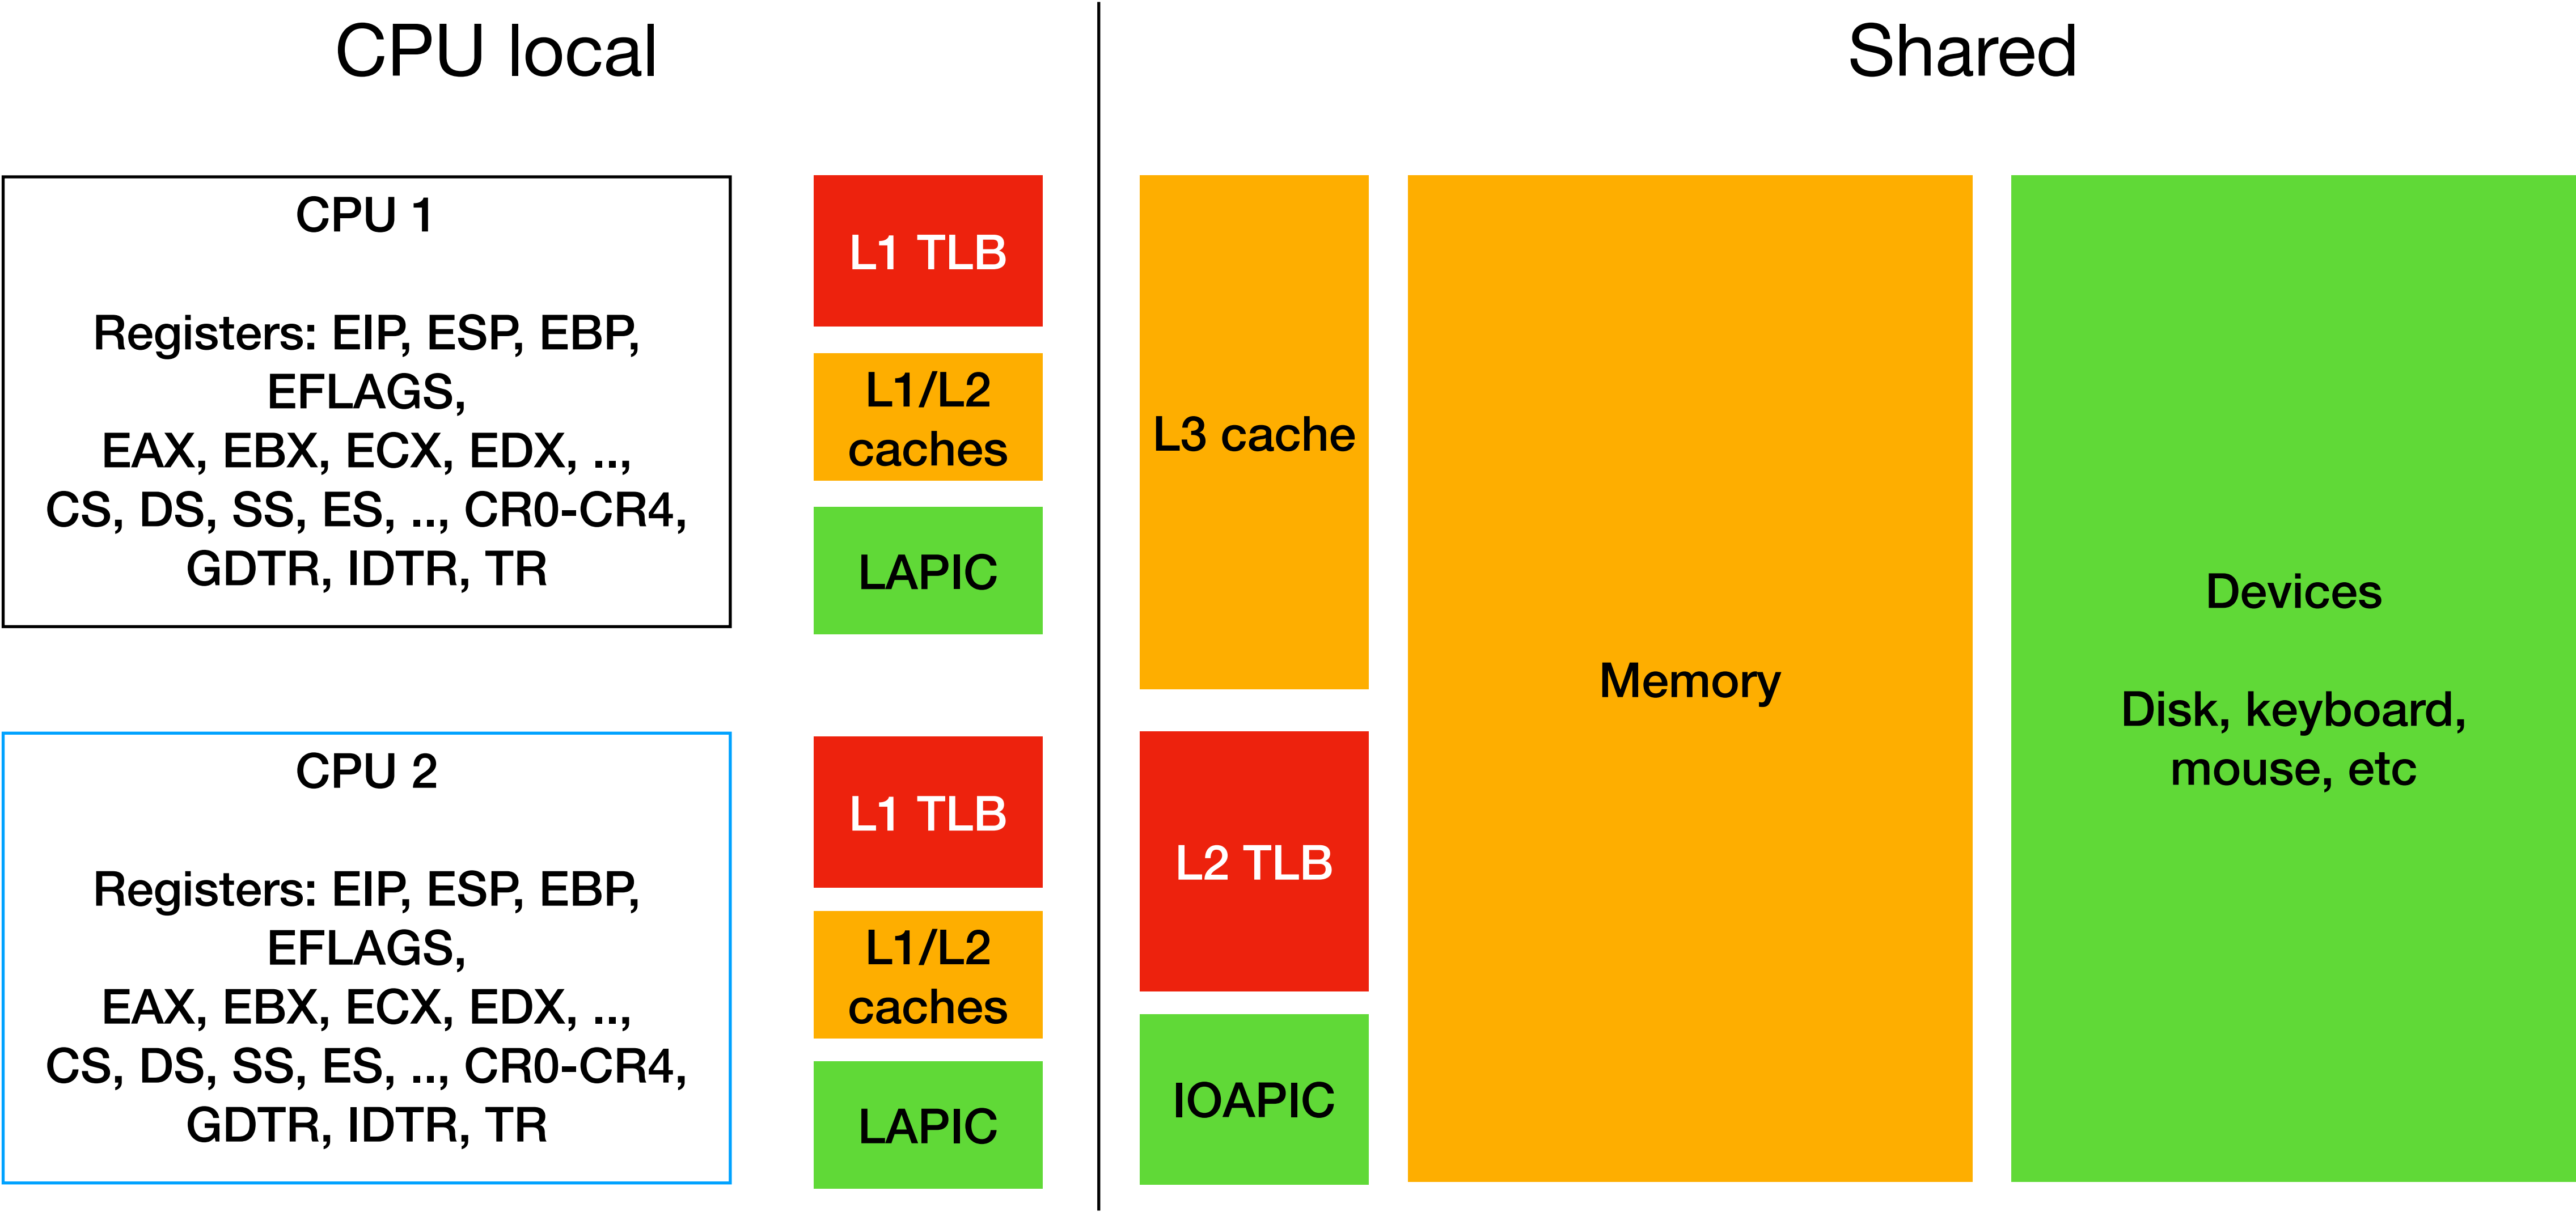 CPU local
Shared
CPU 1
Registers: EIP, ESP, EBP,
EFLAGS,
EAX, EBX, ECX, EDX, ..,
CS, DS, SS, ES, .., CR0-CR4,
GDTR, IDTR, TR
L1 TLB
L1/L2
caches
LAPIC
CPU 2
Registers: EIP, ESP, EBP,
EFLAGS,
EAX, EBX, ECX, EDX, ..,
CS, DS, SS, ES, .., CR0-CR4,
GDTR, IDTR, TR
L1 TLB
L1/L2
caches
LAPIC
L3 cache
L2 TLB
IOAPIC
Memory
Devices
Disk, keyboard,
mouse, etc